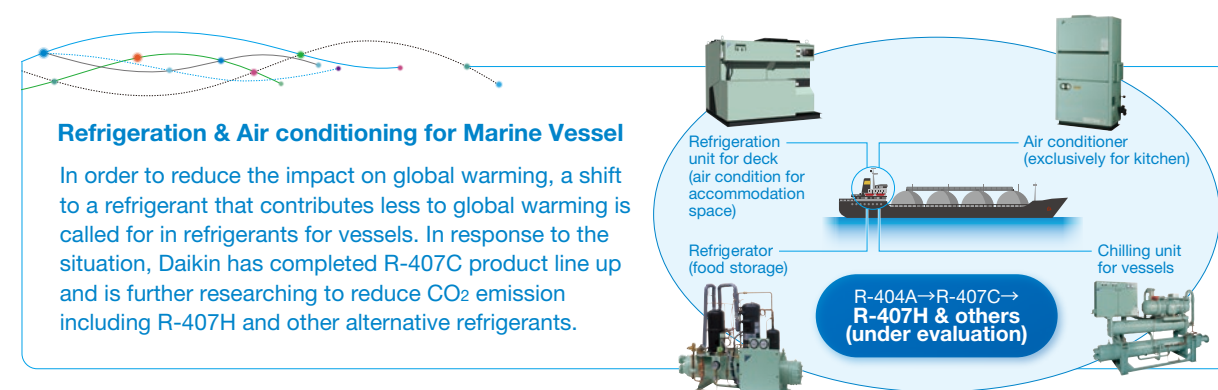 Refrigeration & Air conditioning for Marine Vessel
In order to reduce the impact on global warming, a shift
to a refrigerant that contributes less to global warming is
called for in refrigerants for vessels. In response to the
situation, Daikin has completed R-407C product line up
and is further researching to reduce CO2 emission
including R-407H and other alternative refrigerants.
Refrigeration
unit for deck
(air condition for
accommodation
space)
Air conditioner
(exclusively for kitchen)
Refrigerator
(food storage)
Chilling unit
for vessels
R-404A→R-407C→
R-407H & others
(under evaluation)